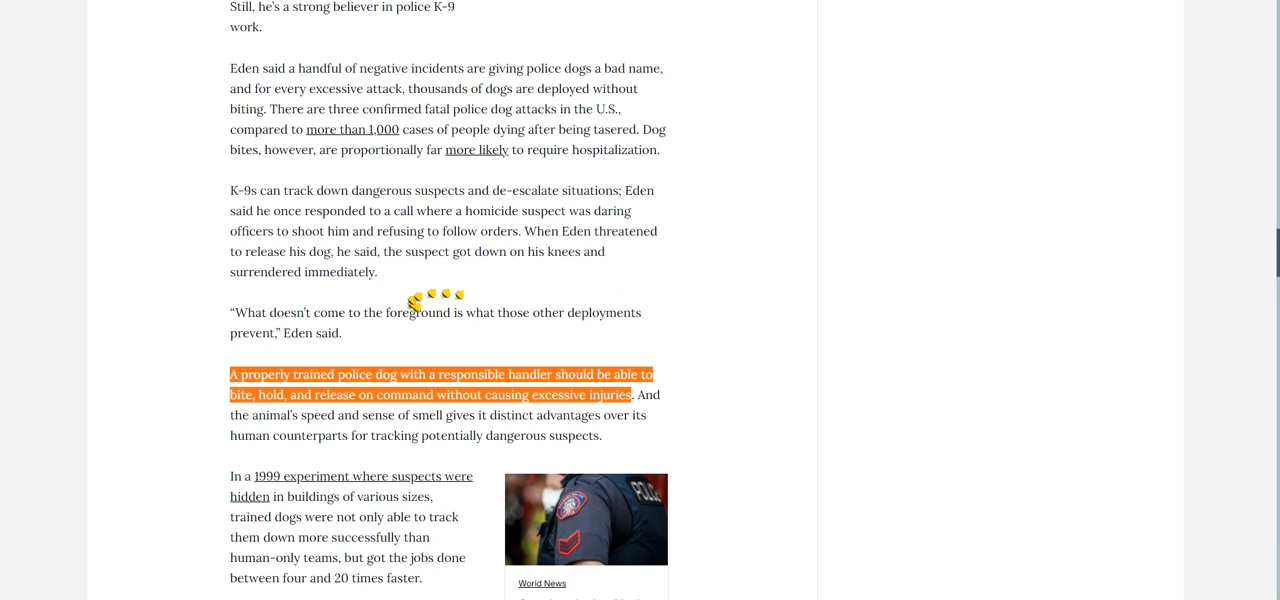 Still, he’s a strong believer in police K-9
work.
Eden said a handful of negative incidents are giving police dogs a bad name,
and for every excessive attack, thousands of dogs are deployed without
biting. There are three confirmed fatal police dog attacks in the U.S.,
compared to more than 1,000 cases of people dying after being tasered. Dog
bites, however, are proportionally far more likely to require hospitalization.
K-9s can track down dangerous suspects and de-escalate situations; Eden
said he once responded to a call where a homicide suspect was daring
officers to shoot him and refusing to follow orders. When Eden threatened
to release his dog, he said, the suspect got down on his knees and
surrendered immediately.
“What doesn’t come to the foreground is what those other deployments
prevent,” Eden said.
A properly trained police dog with a responsible handler should be able to
bite, hold, and release on command without causing excessive injuries. And
the animal’s speed and sense of smell gives it distinct advantages over its
human counterparts for tracking potentially dangerous suspects.
In a 1999 experiment where suspects were
hidden in buildings of various sizes,
trained dogs were not only able to track
them down more successfully than
human-only teams, but got the jobs done
between four and 20 times faster.
World News